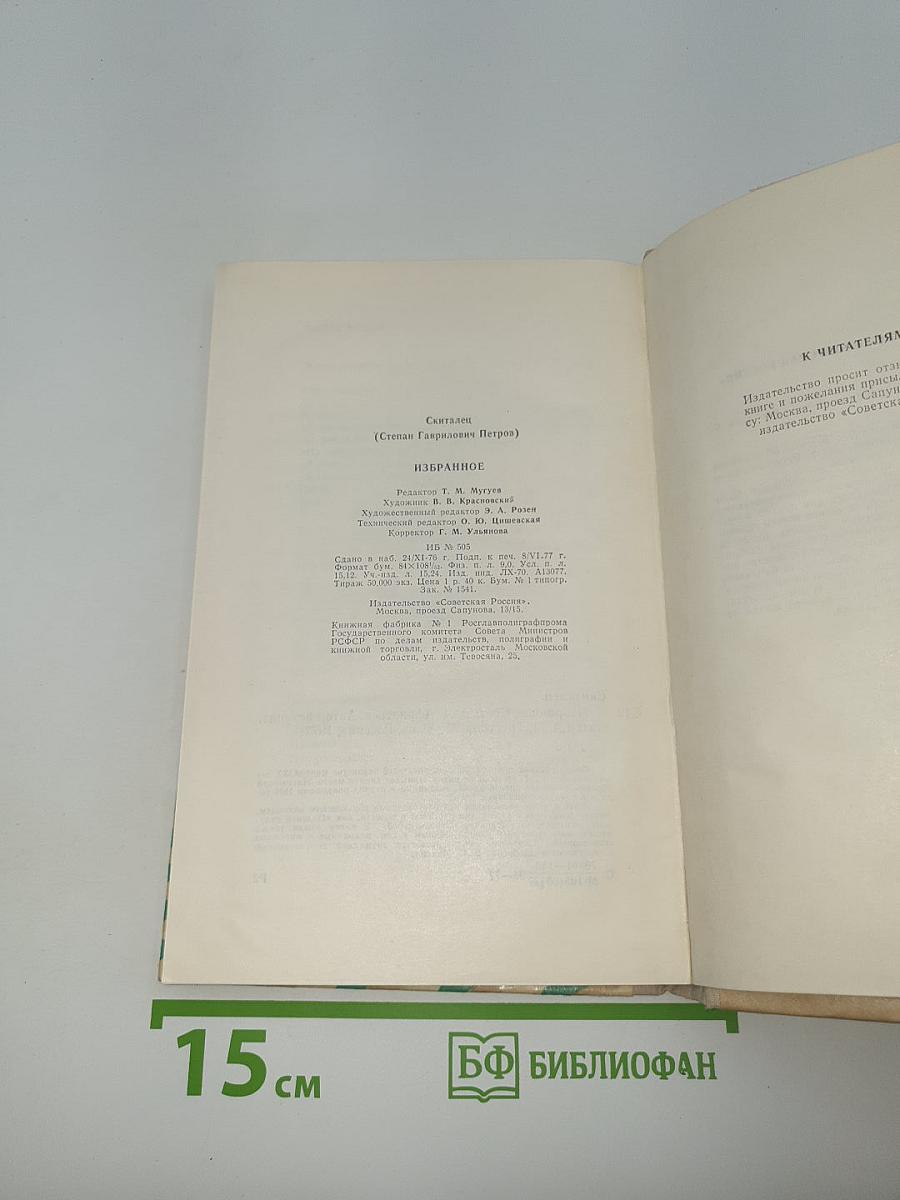 Скиталец
(Степан Гаврилович Петров)
ИЗБРАННОЕ
Редактор Т. М. Мугуев
Художник В. В. Красновский
Художественный редактор Э. А. Розен
Технический редактор О. Ю. Цишевская
Корректор Г. М. Ульянова
ИБ № 505
Сдано в наб. 24/XI-76 г. Подп. к печ. 8/VI-77 г.
Формат бум. 84×108¹/₃₂. Физ. п. л. 9,0. Усл. п. л.
15,12. Уч.-изд. л. 15,24. Изд. инд. ЛХ-70. А13077.
Тираж 50,000 экз. Цена 1 р. 40 к. Бум. № 1 типогр.
Зак. № 1541.
Издательство «Советская Россия».
Москва, проезд Сапунова, 13/15.
Книжная фабрика № 1 Росглавполиграфпрома
Государственного комитета Совета Министров
РСФСР по делам издательств, полиграфии и
книжной торговли, г. Электросталь Московской
области, ул. им. Тевосяна, 25.
К ЧИТАТЕЛЯМ
Издательство просит отзы
книге и пожелания присы
су: Москва, проезд Сапун
издательство «Советска
15 см
БФ БИБЛИОФАН